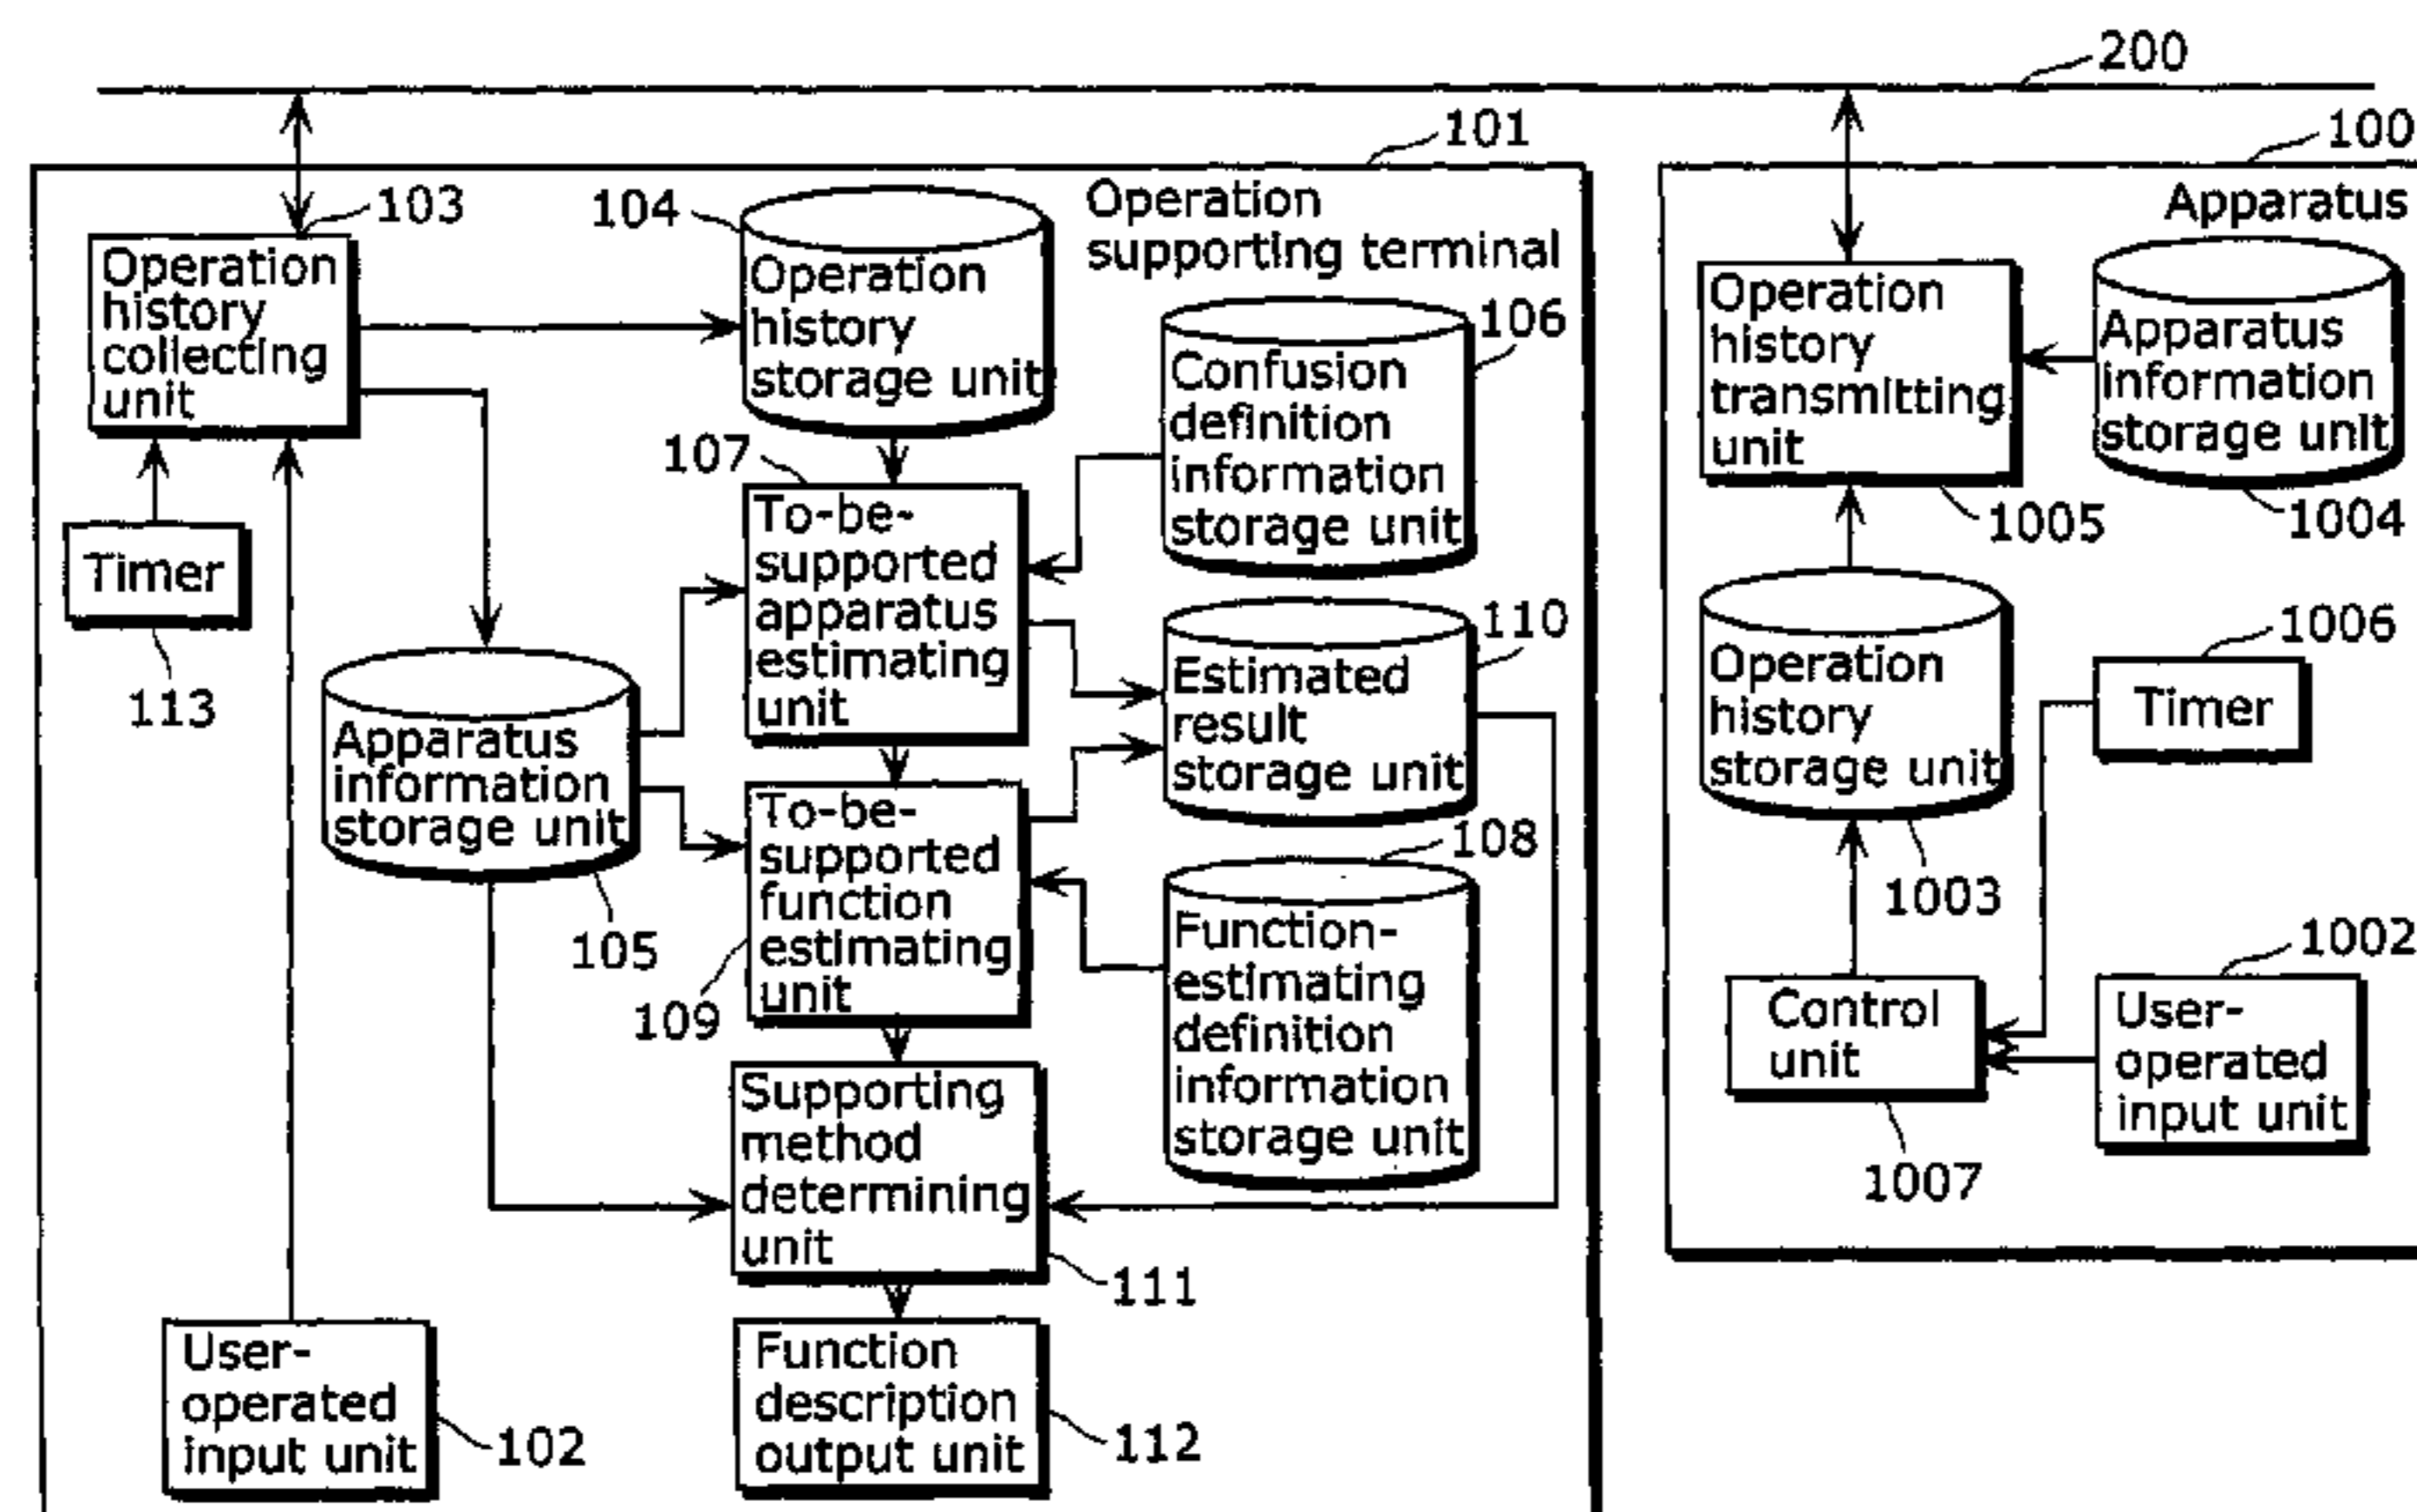 200
101
100
103
104
Operation
supporting terminal
Apparatus
Operation
history
collecting
unit
Operation
history
storage unit
106
Confusion
definition
information
storage unit
Operation
history
transmitting
unit
Apparatus
information
storage unit
1005
1004
107
To-be-
supported
apparatus
estimating
unit
Timer
113
110
Estimated
result
storage unit
Operation
history
storage unit
1006
Timer
1003
Apparatus
information
storage unit
105
To-be-
supported
function
estimating
unit
109
108
Function-
estimating
definition
information
storage unit
1002
Control
unit
1007
User-
operated
input unit
Supporting
method
determining
unit
111
User-
operated
input unit
102
Function
description
output unit
112